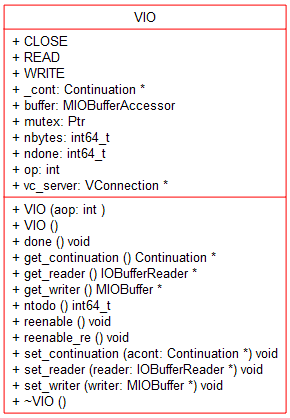 VIO
+ CLOSE
+ READ
+ WRITE
+ _cont: Continuation *
+ buffer: MIOBufferAccessor
+ mutex: Ptr
+ nbytes: int64_t
+ ndone: int64_t
+ op: int
+ vc_server: VConnection *
+ VIO (aop: int )
+ VIO ()
+ done () void
+ get_continuation () Continuation *
+ get_reader () IOBufferReader *
+ get_writer () MIOBuffer *
+ ntodo () int64_t
+ reenable () void
+ reenable_re () void
+ set_continuation (acont: Continuation *) void
+ set_reader (reader: IOBufferReader *) void
+ set_writer (writer: MIOBuffer *) void
+ ~VIO ()